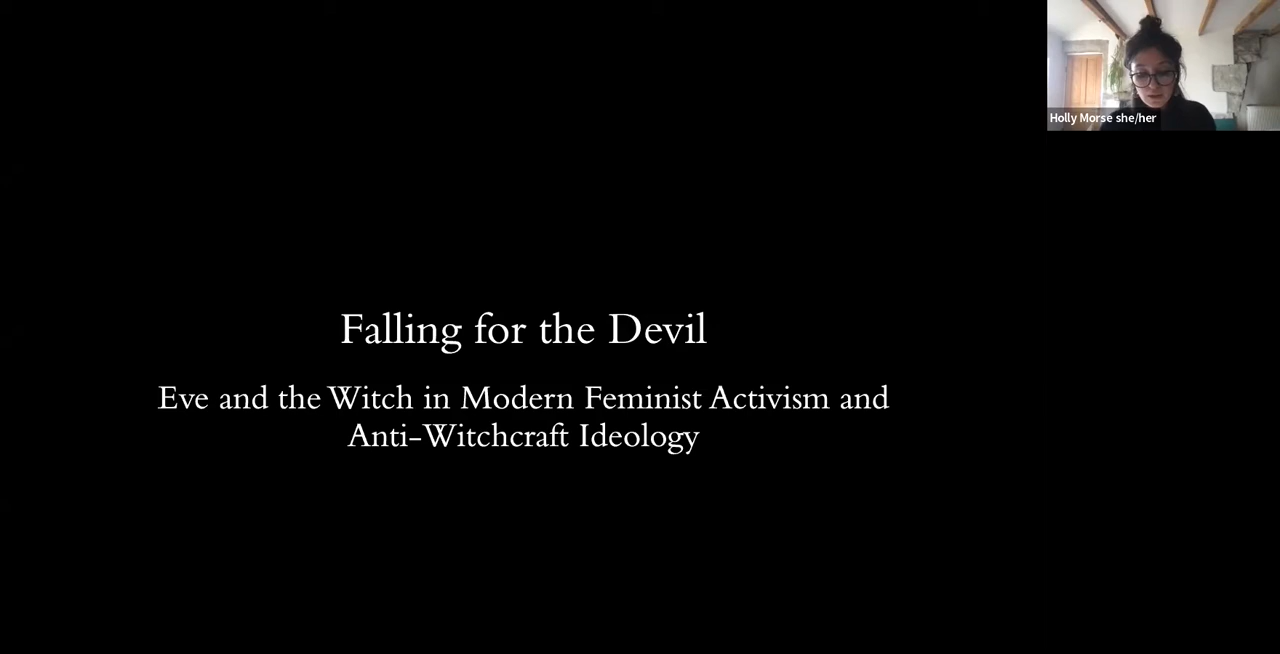 Holly Morse she/her
Falling for the Devil
Eve and the Witch in Modern Feminist Activism and
Anti-Witchcraft Ideology